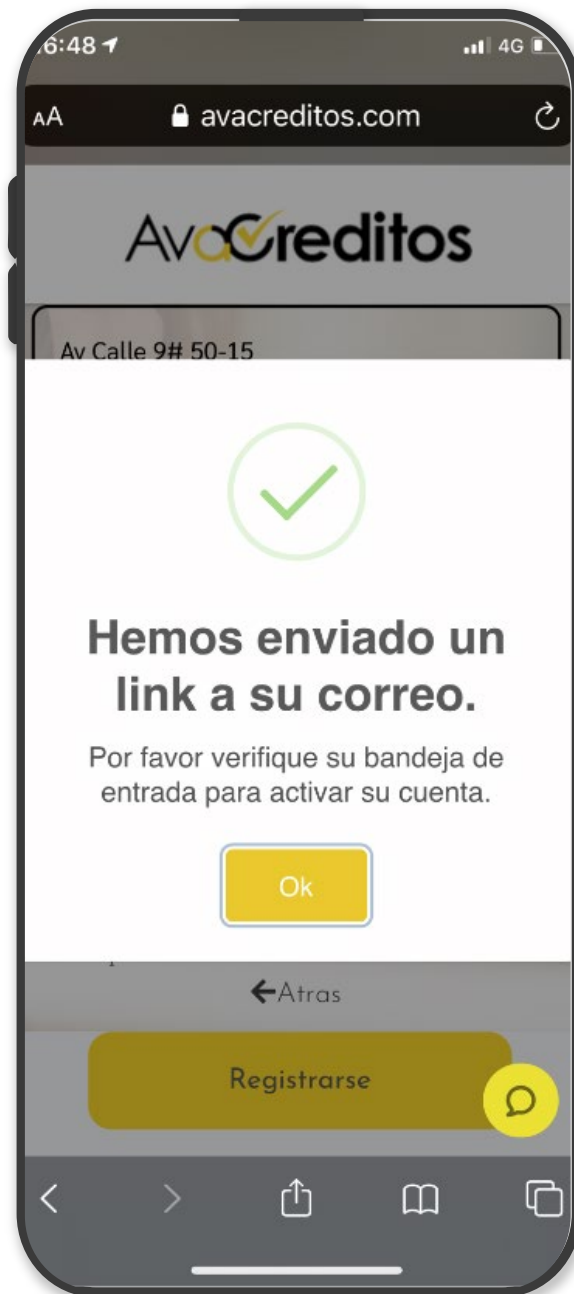 6:48
4G
AA avacreditos.com
AvaCreditos
Av Calle 9# 50-15
Hemos enviado un
link a su correo.
Por favor verifique su bandeja de
entrada para activar su cuenta.
Ok
Atras
Registrarse